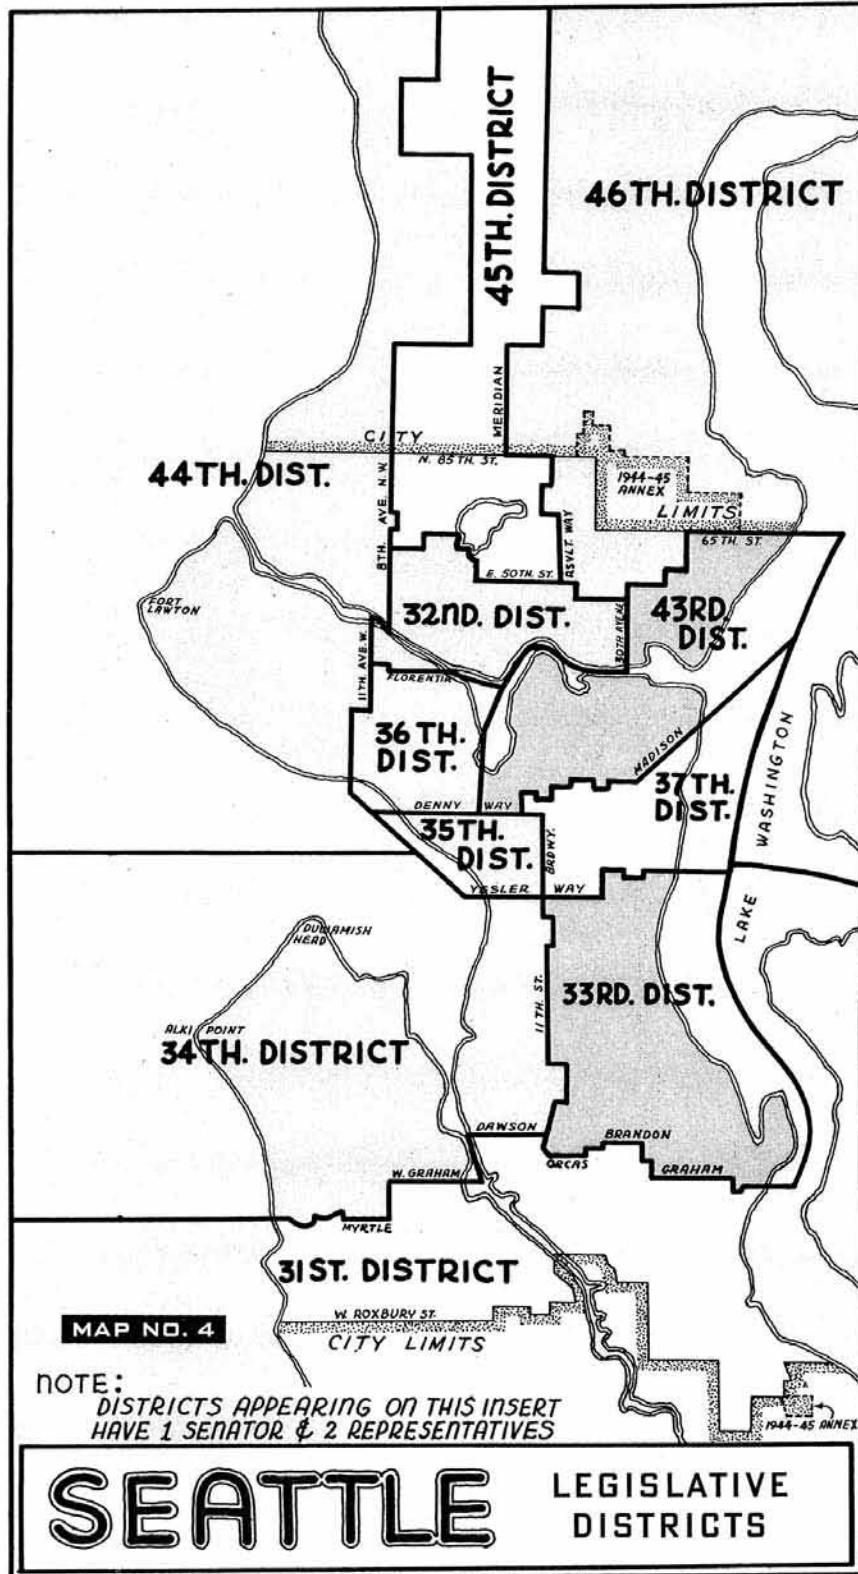 45TH. DISTRICT
46TH. DISTRICT
MERIDIAN
CITY
N. 85TH. ST.
44TH. DIST.
1944-45
ANNEX
LIMITS
8TH. AVE. N.W.
RSVLT. WAY
65TH. ST.
E. 50TH. ST.
FORT
LAWTON
32ND. DIST.
30TH AVENE
43RD.
DIST.
11TH. AVE. W.
FLORENTIA
36TH.
DIST.
MADISON
37TH.
DIST.
WASHINGTON
DENNY WAY
35TH.
DIST.
BRDWY.
YESLER WAY
LAKE
DUWAMISH
HEAD
11TH. ST.
33RD. DIST.
ALKI POINT
34TH. DISTRICT
DAWSON
BRANDON
ORCAS
GRAHAM
W. GRAHAM
MYRTLE
31ST. DISTRICT
W. ROXBURY ST.
MAP NO. 4
CITY LIMITS
NOTE:
DISTRICTS APPEARING ON THIS INSERT
HAVE 1 SENATOR & 2 REPRESENTATIVES
1944-45 ANNEX
SEATTLE
LEGISLATIVE
DISTRICTS